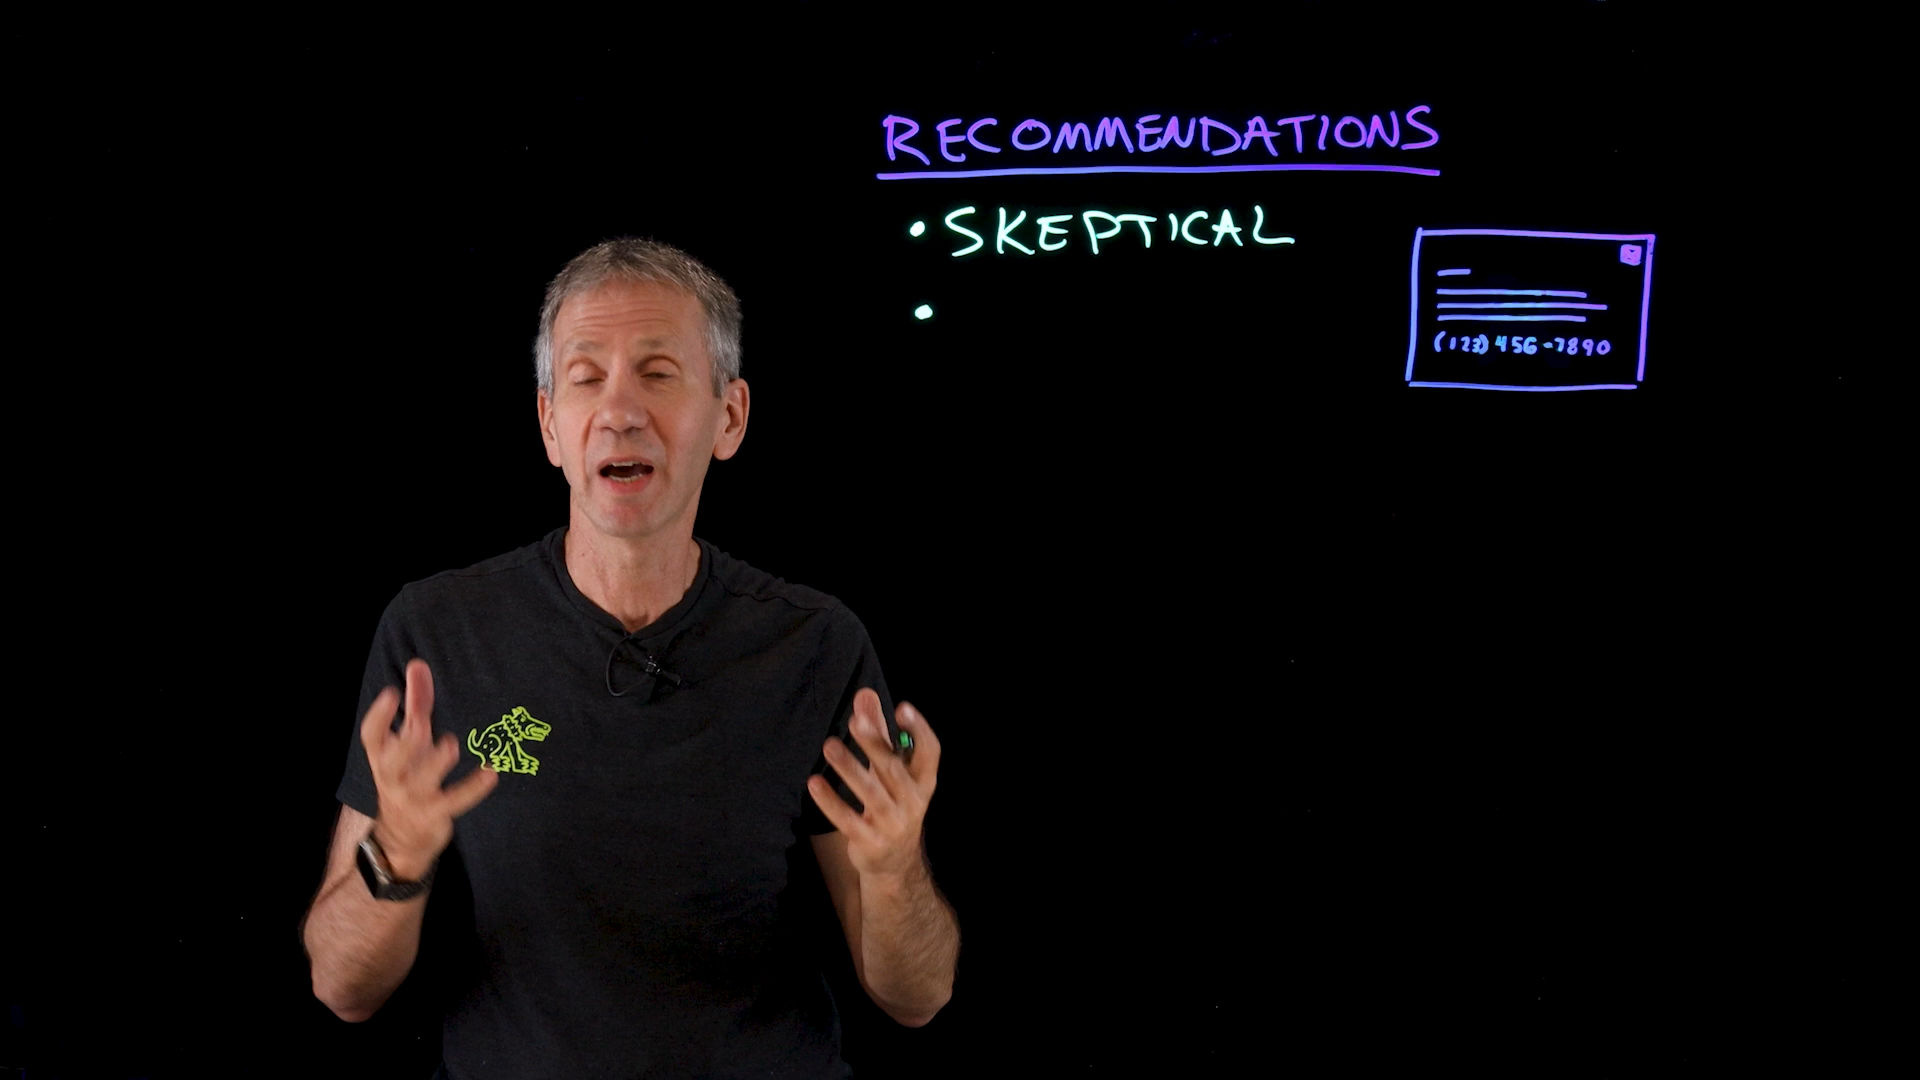 RECOMMENDATIONS
• SKEPTICAL
•
(123) 456-7890